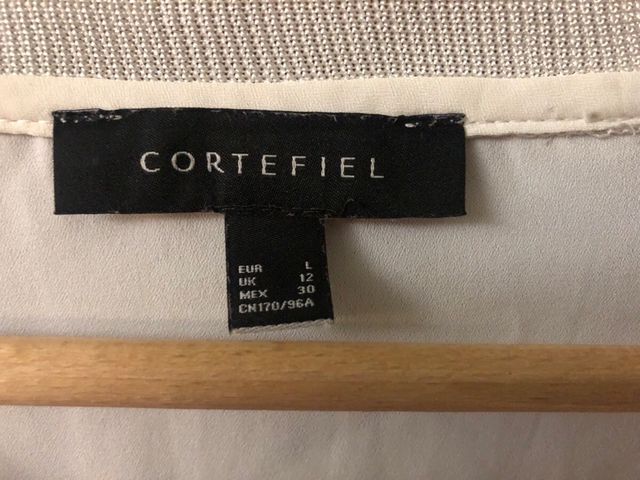 CORTEFIEL
EUR L
UK 12
MEX 30
CN170/96A